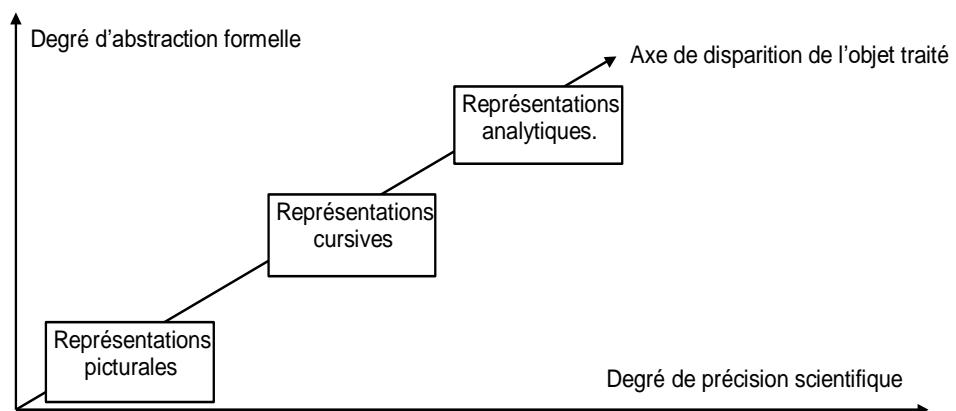 Degré d’abstraction formelle
Axe de disparition de l’objet traité
Représentations
analytiques.
Représentations
cursives
Représentations
picturales
Degré de précision scientifique